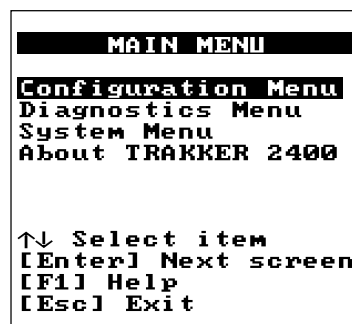 MAIN MENU
Configuration Menu
Diagnostics Menu
System Menu
About TRAKKER 2400
↑↓ Select item
[Enter] Next screen
[F1] Help
[Esc] Exit